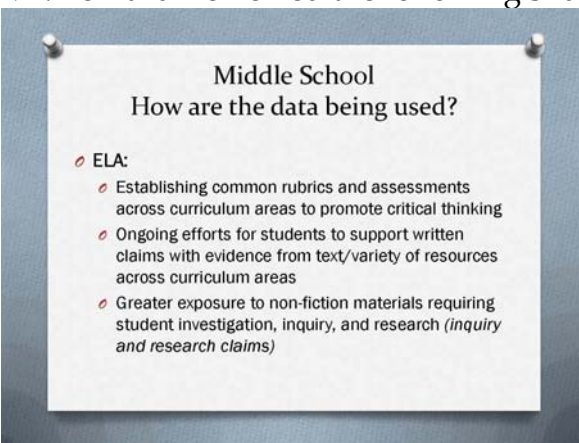 Middle School
How are the data being used?
ELA:
Establishing common rubrics and assessments
across curriculum areas to promote critical thinking
Ongoing efforts for students to support written
claims with evidence from text/variety of resources
across curriculum areas
Greater exposure to non-fiction materials requiring
student investigation, inquiry, and research (inquiry
and research claims)